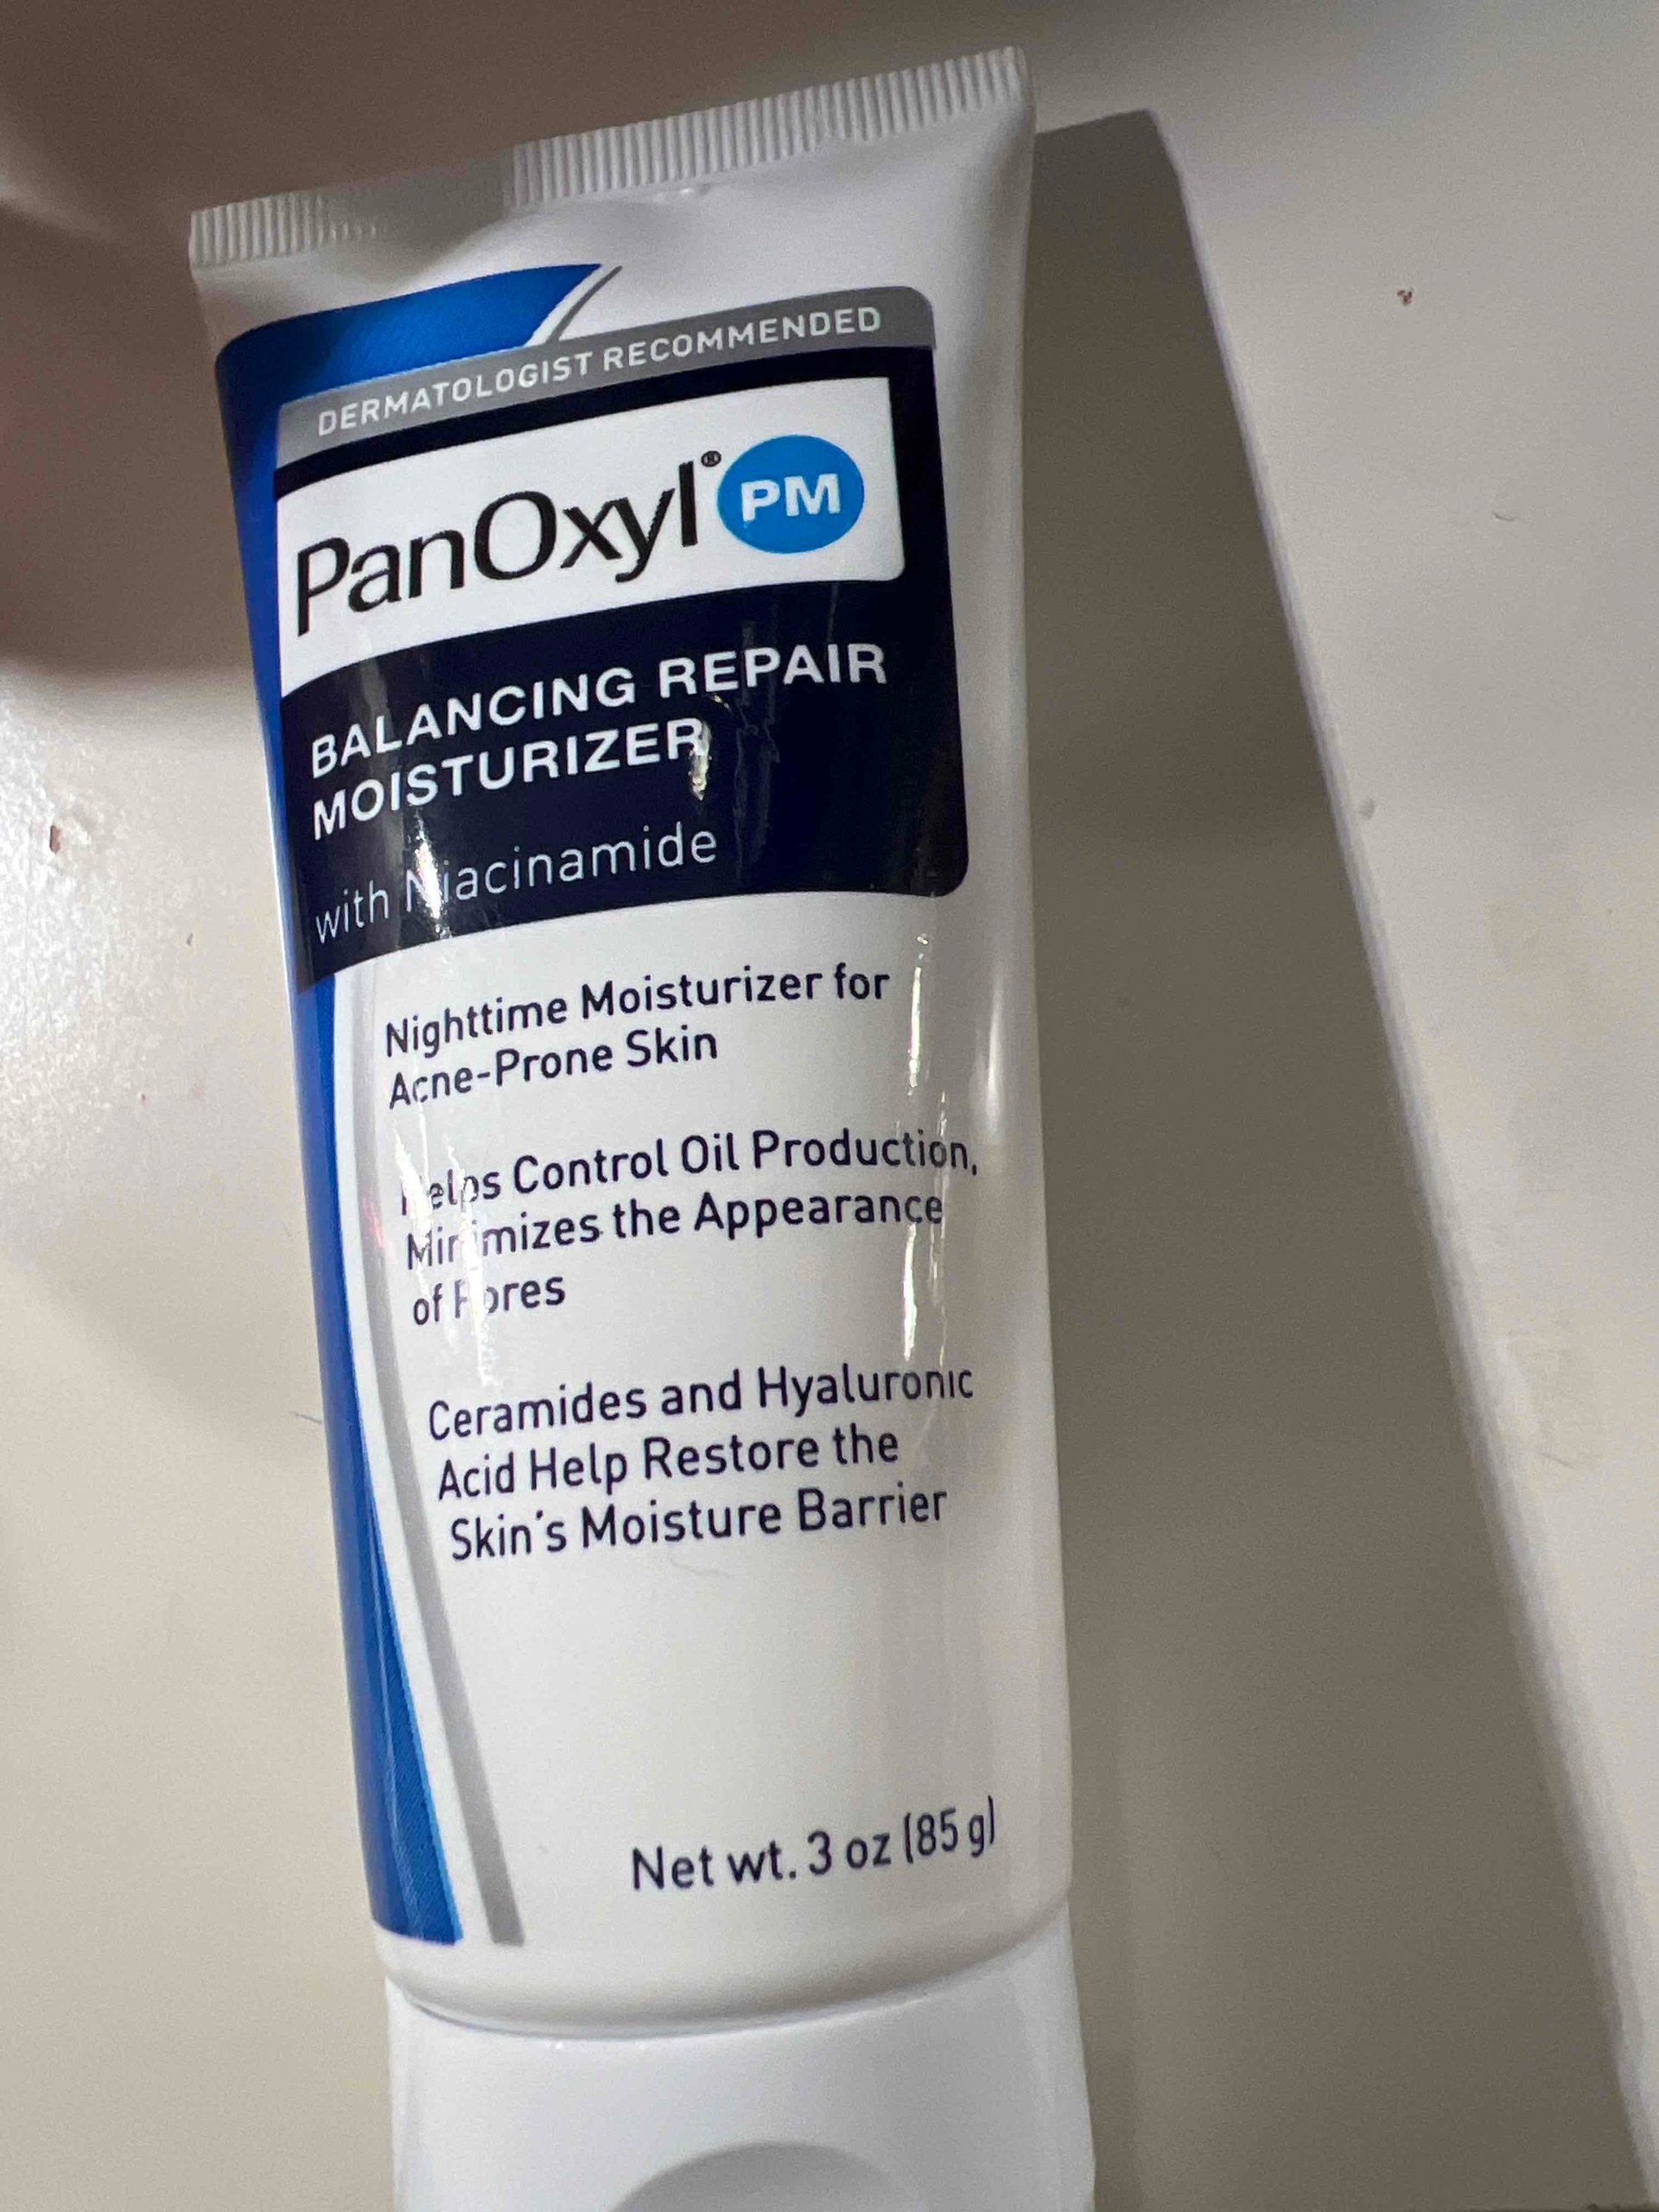 DERMATOLOGIST RECOMMENDED
PanOxyl® PM
BALANCING REPAIR
MOISTURIZER
with Niacinamide
Nighttime Moisturizer for
Acne-Prone Skin
Helps Control Oil Production,
Minimizes the Appearance
of Pores
Ceramides and Hyaluronic
Acid Help Restore the
Skin's Moisture Barrier
Net wt. 3 oz (85 g)